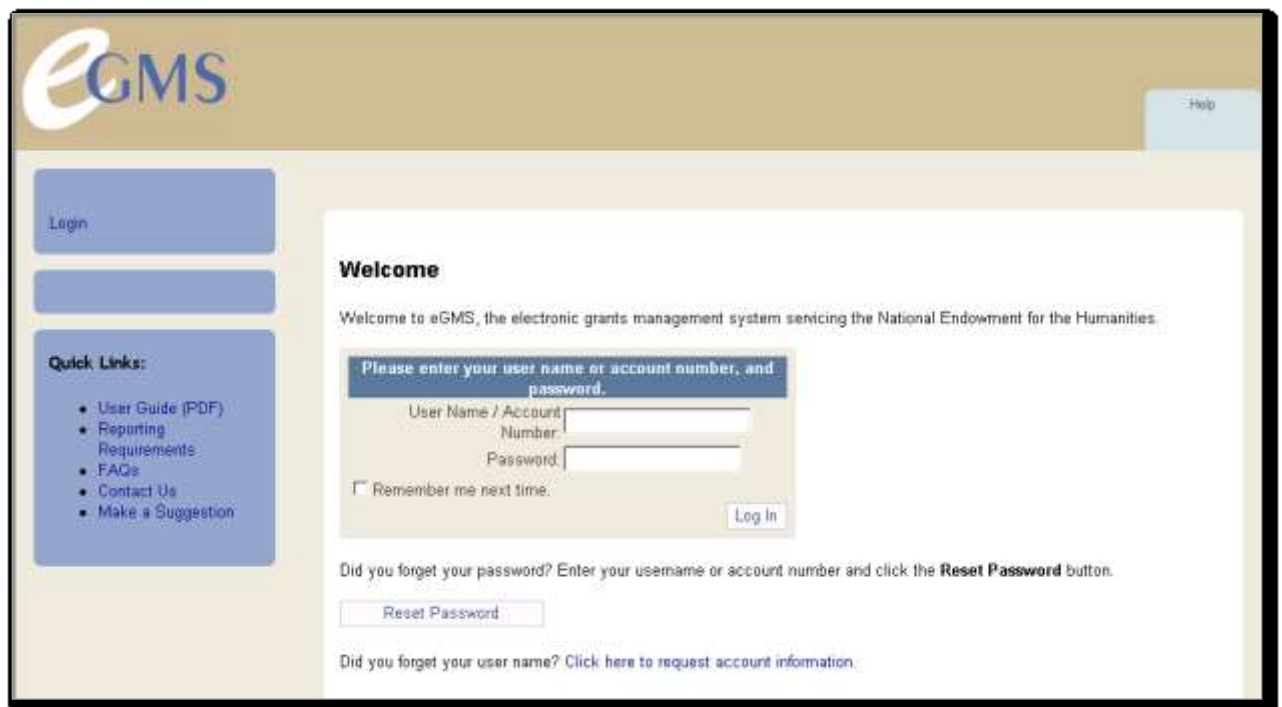 eGMS
Help
Login
Welcome
Welcome to eGMS, the electronic grants management system servicing the National Endowment for the Humanities.
Quick Links:
User Guide (PDF)
Reporting
Requirements
FAQs
Contact Us
Make a Suggestion
Please enter your user name or account number, and
password.
User Name / Account
Number:
Password:
Remember me next time.
Log In
Did you forget your password? Enter your username or account number and click the Reset Password button.
Reset Password
Did you forget your user name? Click here to request account information.